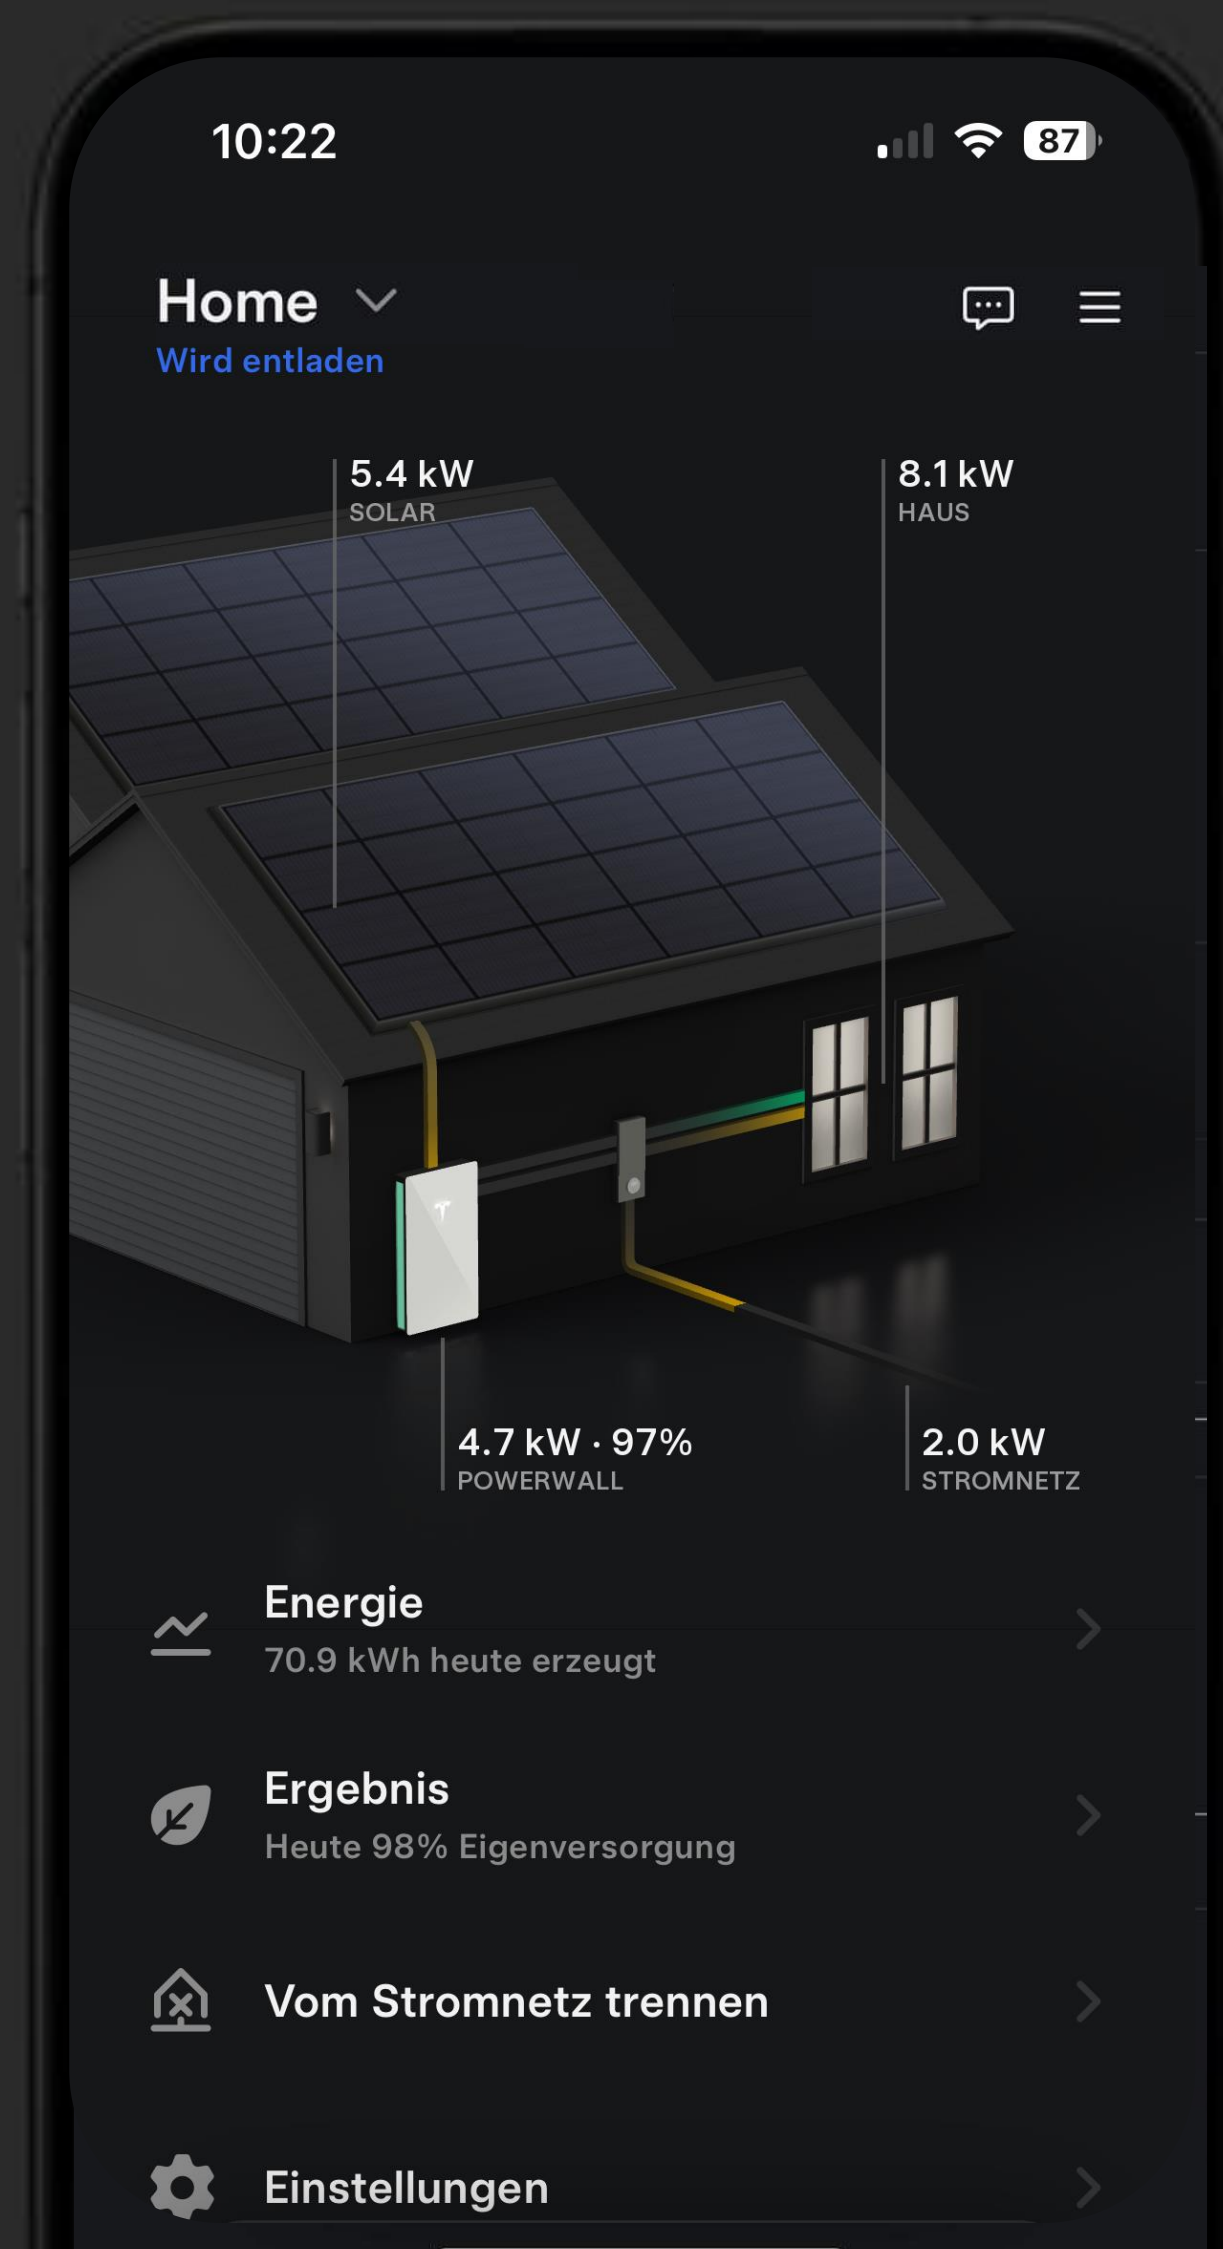 10:22
87
Home
Wird entladen
5.4 kW
SOLAR
8.1 kW
HAUS
4.7 kW · 97%
POWERWALL
2.0 kW
STROMNETZ
Energie
70.9 kWh heute erzeugt
Ergebnis
Heute 98% Eigenversorgung
Vom Stromnetz trennen
Einstellungen